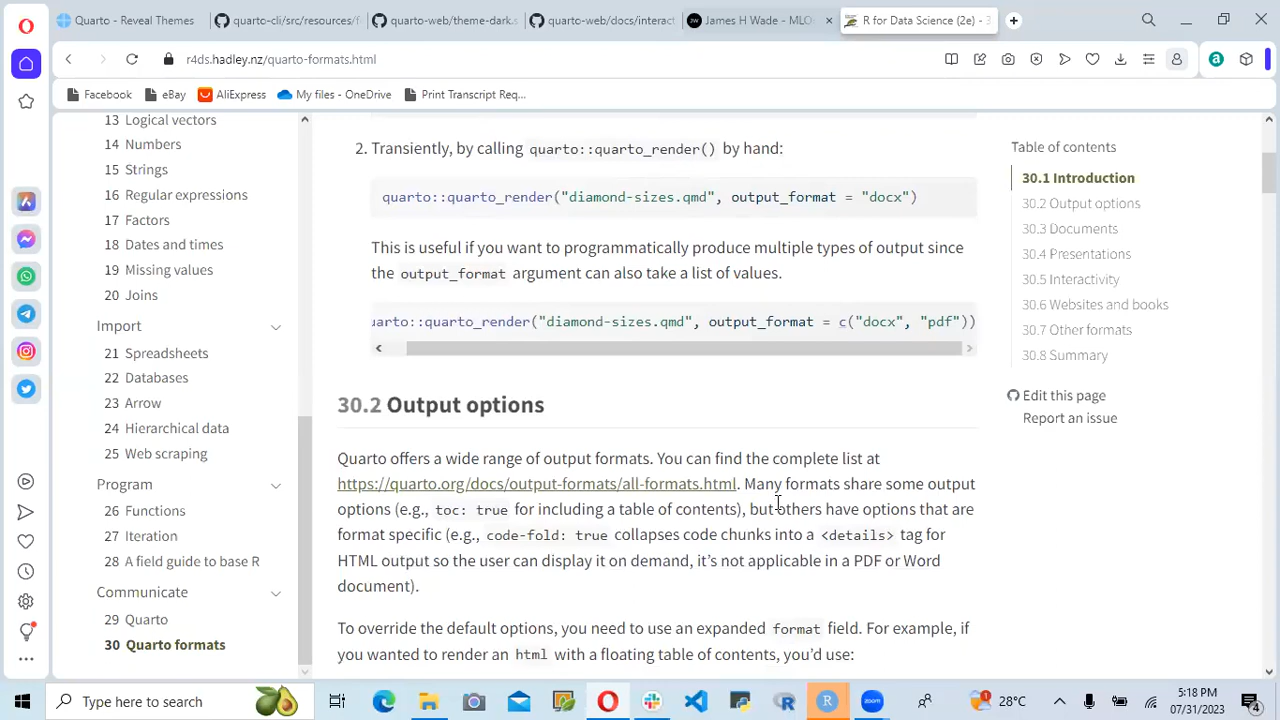 Quarto - Reveal Themes
quarto-cli/src/resources/f
quarto-web/theme-dark.s
quarto-web/docs/interact
James H Wade - MLO
R for Data Science (2e) - 3
r4ds.hadley.nz/quarto-formats.html
Facebook
eBay
AliExpress
My files - OneDrive
Print Transcript Req...
13 Logical vectors
14 Numbers
15 Strings
16 Regular expressions
17 Factors
18 Dates and times
19 Missing values
20 Joins
Import
21 Spreadsheets
22 Databases
23 Arrow
24 Hierarchical data
25 Web scraping
Program
26 Functions
27 Iteration
28 A field guide to base R
Communicate
29 Quarto
30 Quarto formats
2. Transiently, by calling quarto::quarto_render() by hand:
quarto::quarto_render("diamond-sizes.qmd", output_format = "docx")
This is useful if you want to programmatically produce multiple types of output since
the output_format argument can also take a list of values.
uarto::quarto_render("diamond-sizes.qmd", output_format = c("docx", "pdf"))
30.2 Output options
Quarto offers a wide range of output formats. You can find the complete list at
https://quarto.org/docs/output-formats/all-formats.html. Many formats share some output
options (e.g., toc: true for including a table of contents), but others have options that are
format specific (e.g., code-fold: true collapses code chunks into a <details> tag for
HTML output so the user can display it on demand, it's not applicable in a PDF or Word
document).
To override the default options, you need to use an expanded format field. For example, if
you wanted to render an html with a floating table of contents, you'd use:
Table of contents
30.1 Introduction
30.2 Output options
30.3 Documents
30.4 Presentations
30.5 Interactivity
30.6 Websites and books
30.7 Other formats
30.8 Summary
Edit this page
Report an issue
Type here to search
zoom
1
28°C
5:18 PM
07/31/2023
4